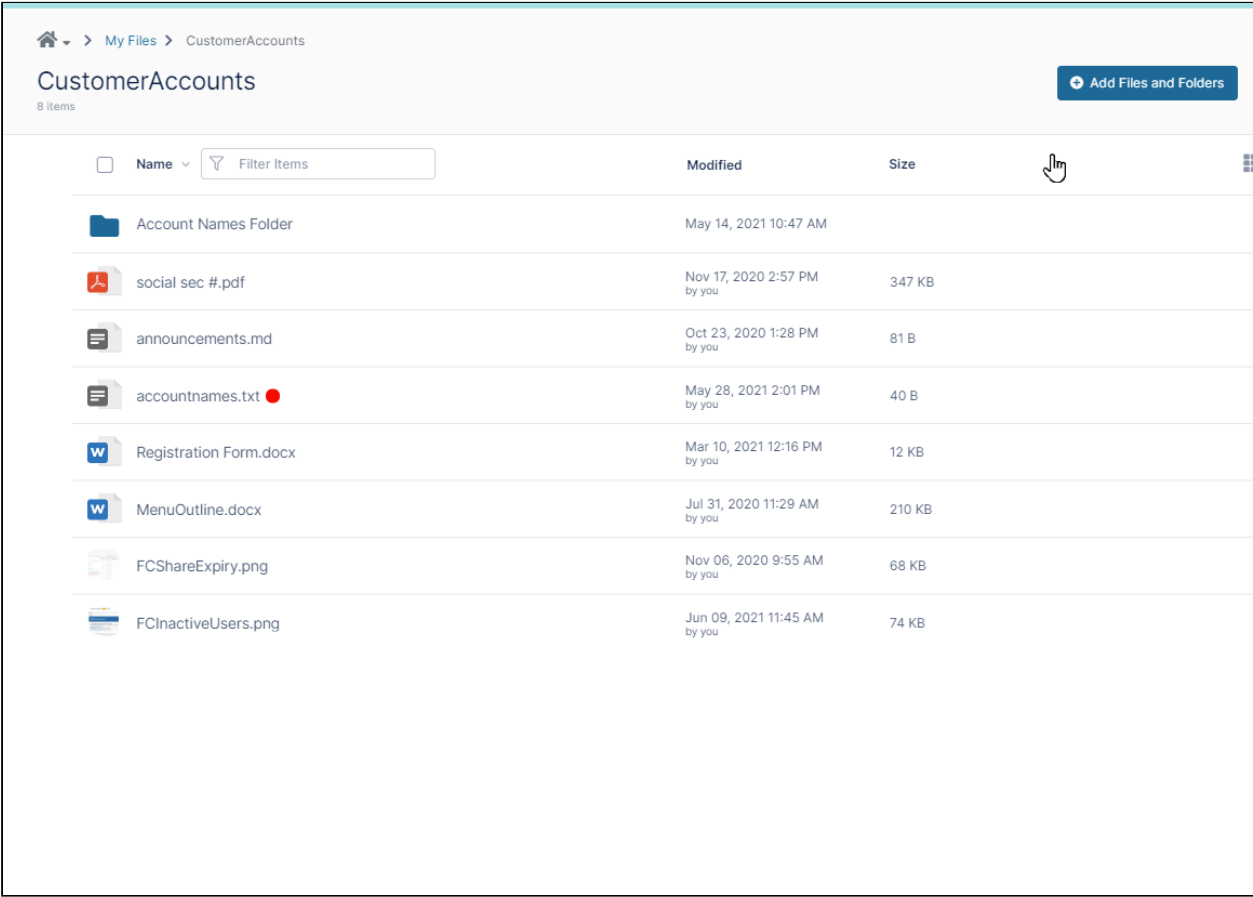 My Files CustomerAccounts
CustomerAccounts
8 items
Add Files and Folders
Name Filter Items Modified Size
Account Names Folder May 14, 2021 10:47 AM
social sec #.pdf Nov 17, 2020 2:57 PM 347 KB
by you
announcements.md Oct 23, 2020 1:28 PM 81 B
by you
accountnames.txt May 28, 2021 2:01 PM 40 B
by you
Registration Form.docx Mar 10, 2021 12:16 PM 12 KB
by you
MenuOutline.docx Jul 31, 2020 11:29 AM 210 KB
by you
FCShareExpiry.png Nov 06, 2020 9:55 AM 68 KB
by you
FCInactiveUsers.png Jun 09, 2021 11:45 AM 74 KB
by you